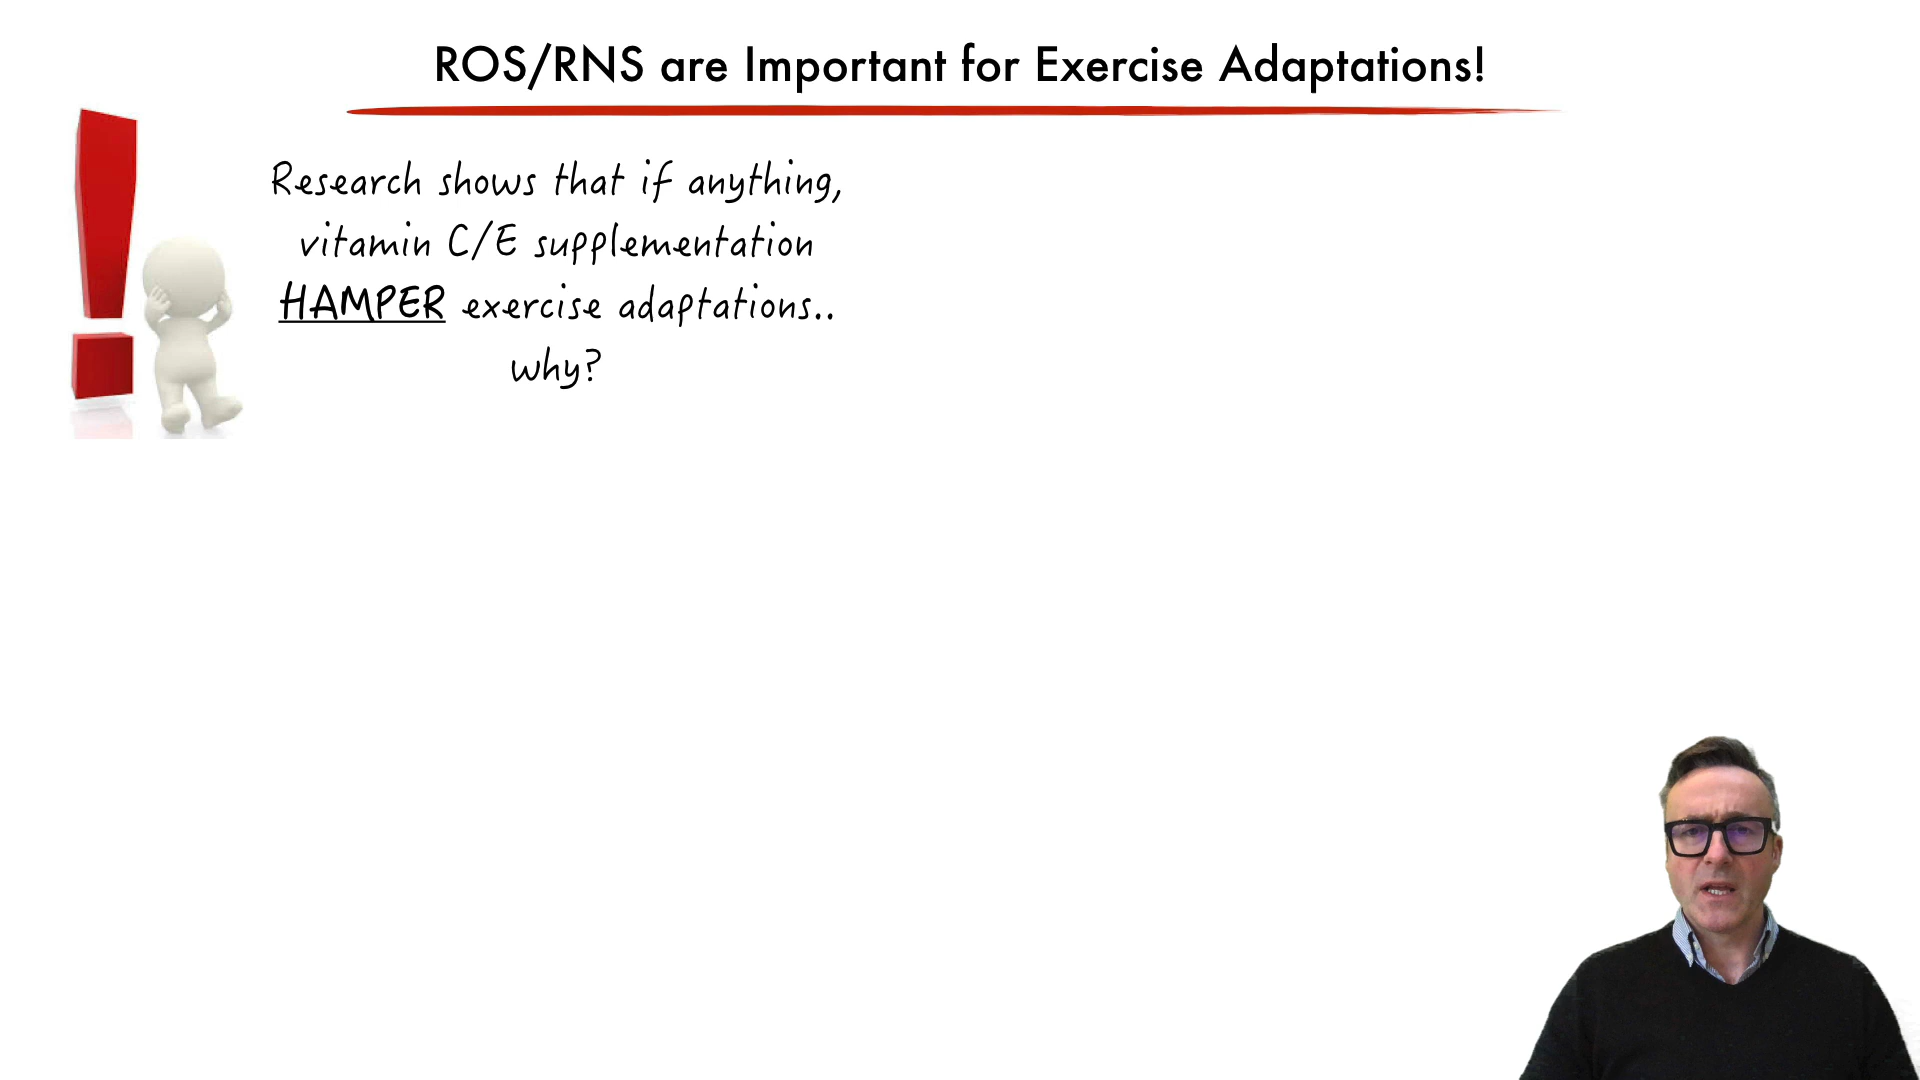 ROS/RNS are Important for Exercise Adaptations!
Research shows that if anything,
vitamin C/E supplementation
HAMPER exercise adaptations..
why?